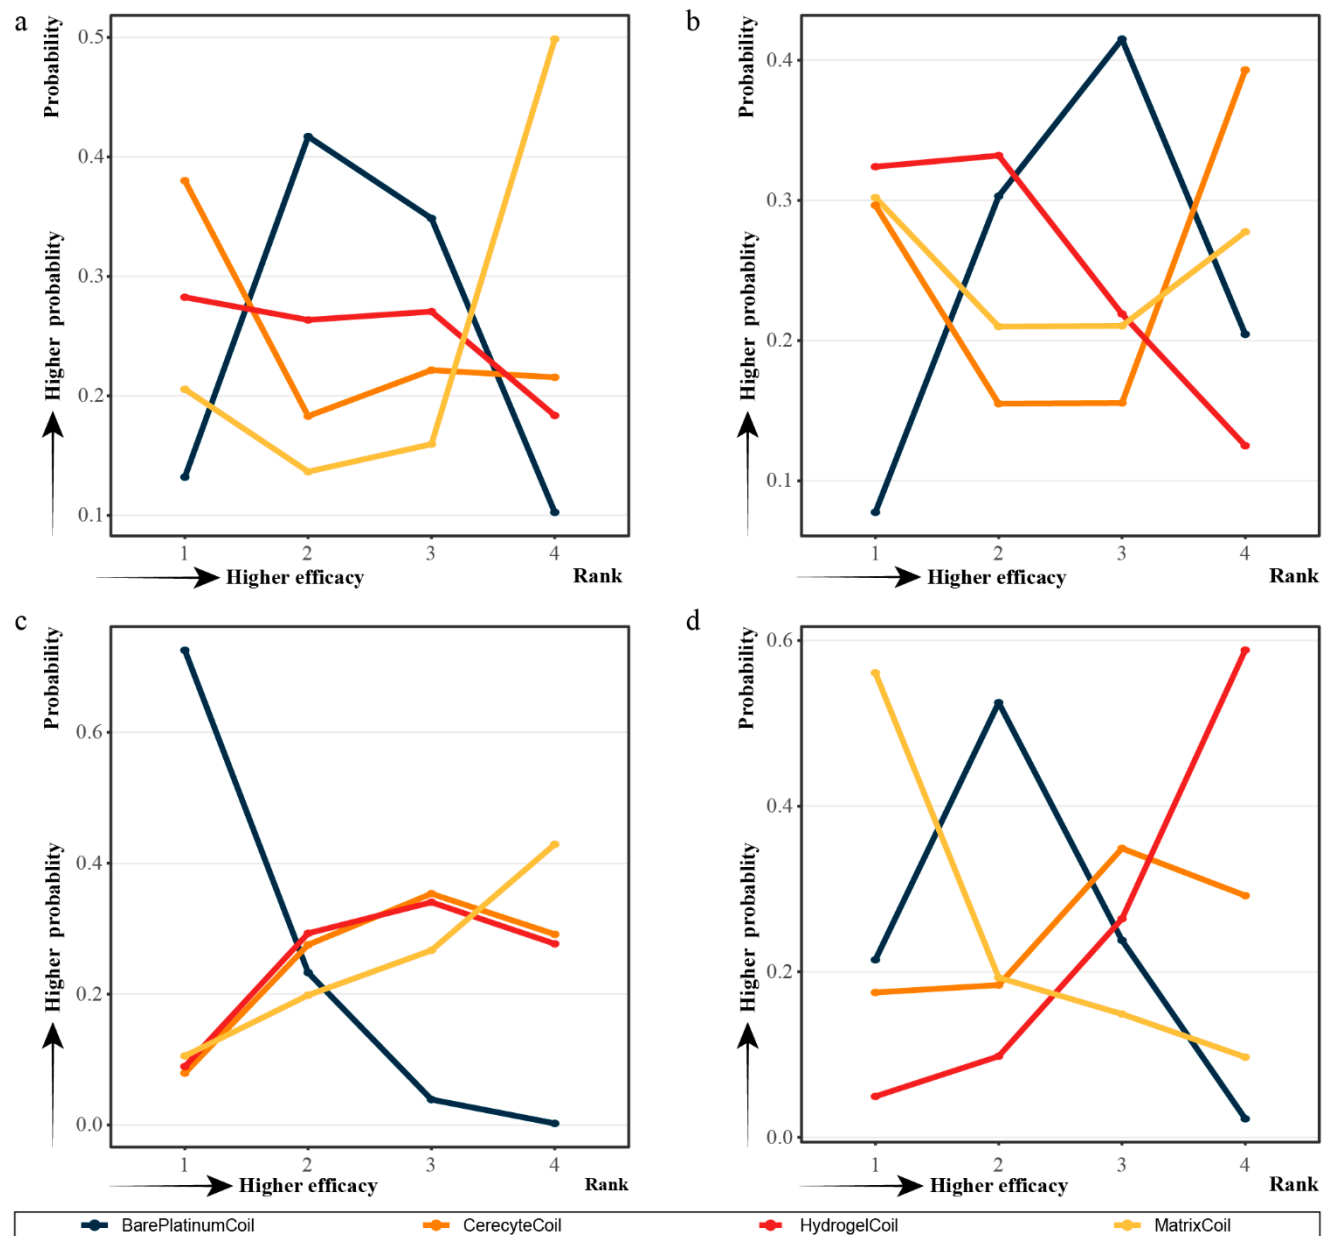 a
Probability
Higher probablity
0.5
0.4
0.3
0.2
0.1
1 2 3 4
Higher efficacy Rank
b
Probability
Higher probablity
0.4
0.3
0.2
0.1
1 2 3 4
Higher efficacy Rank
c
Probability
Higher probablity
0.6
0.4
0.2
0.0
1 2 3 4
Higher efficacy Rank
d
Probability
Higher probablity
0.6
0.4
0.2
0.0
1 2 3 4
Higher efficacy Rank
BarePlatinumCoil CerecyteCoil HydrogelCoil MatrixCoil